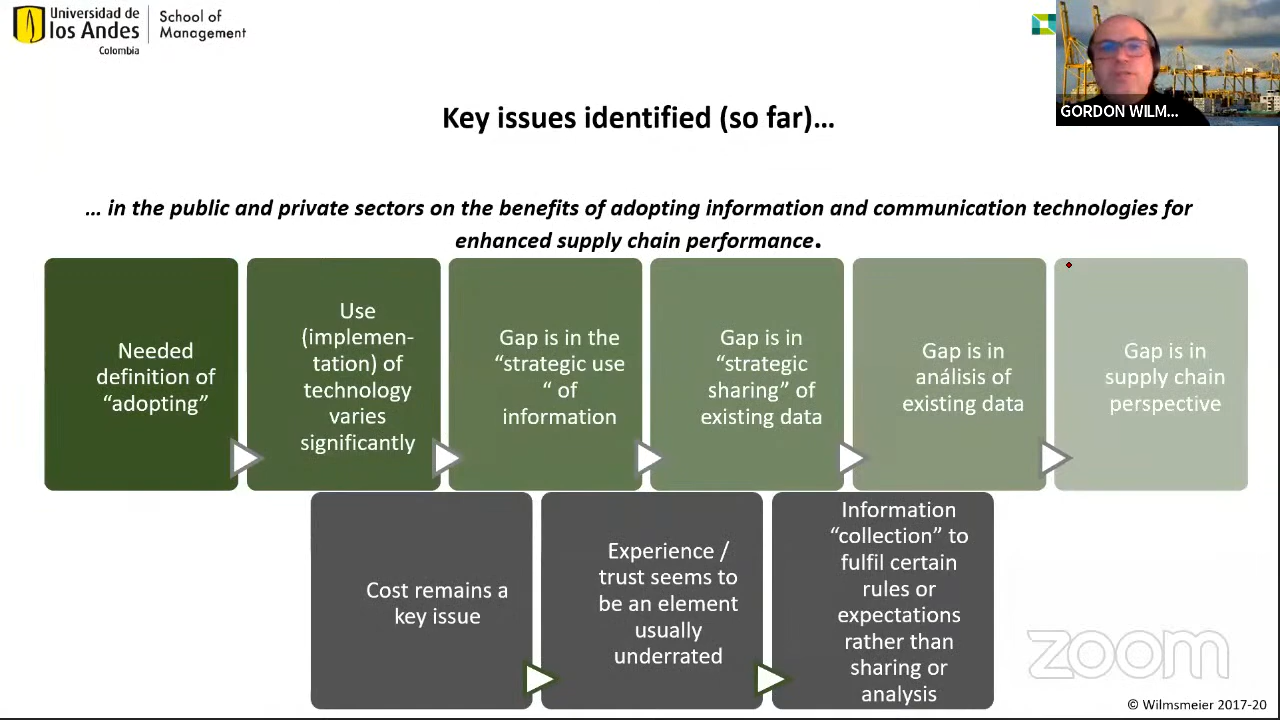 Universidad de
los Andes
Colombia
School of
Management
GORDON WILM...
Key issues identified (so far)...
... in the public and private sectors on the benefits of adopting information and communication technologies for
enhanced supply chain performance.
Needed
definition of
“adopting”
Use
(implemen-
tation) of
technology
varies
significantly
Gap is in the
“strategic use
“ of
information
Gap is in
“strategic
sharing” of
existing data
Gap is in
análisis of
existing data
Gap is in
supply chain
perspective
Cost remains a
key issue
Experience /
trust seems to
be an element
usually
underrated
Information
“collection” to
fulfil certain
rules or
expectations
rather than
sharing or
analysis
zoom
© Wilmsmeier 2017-20